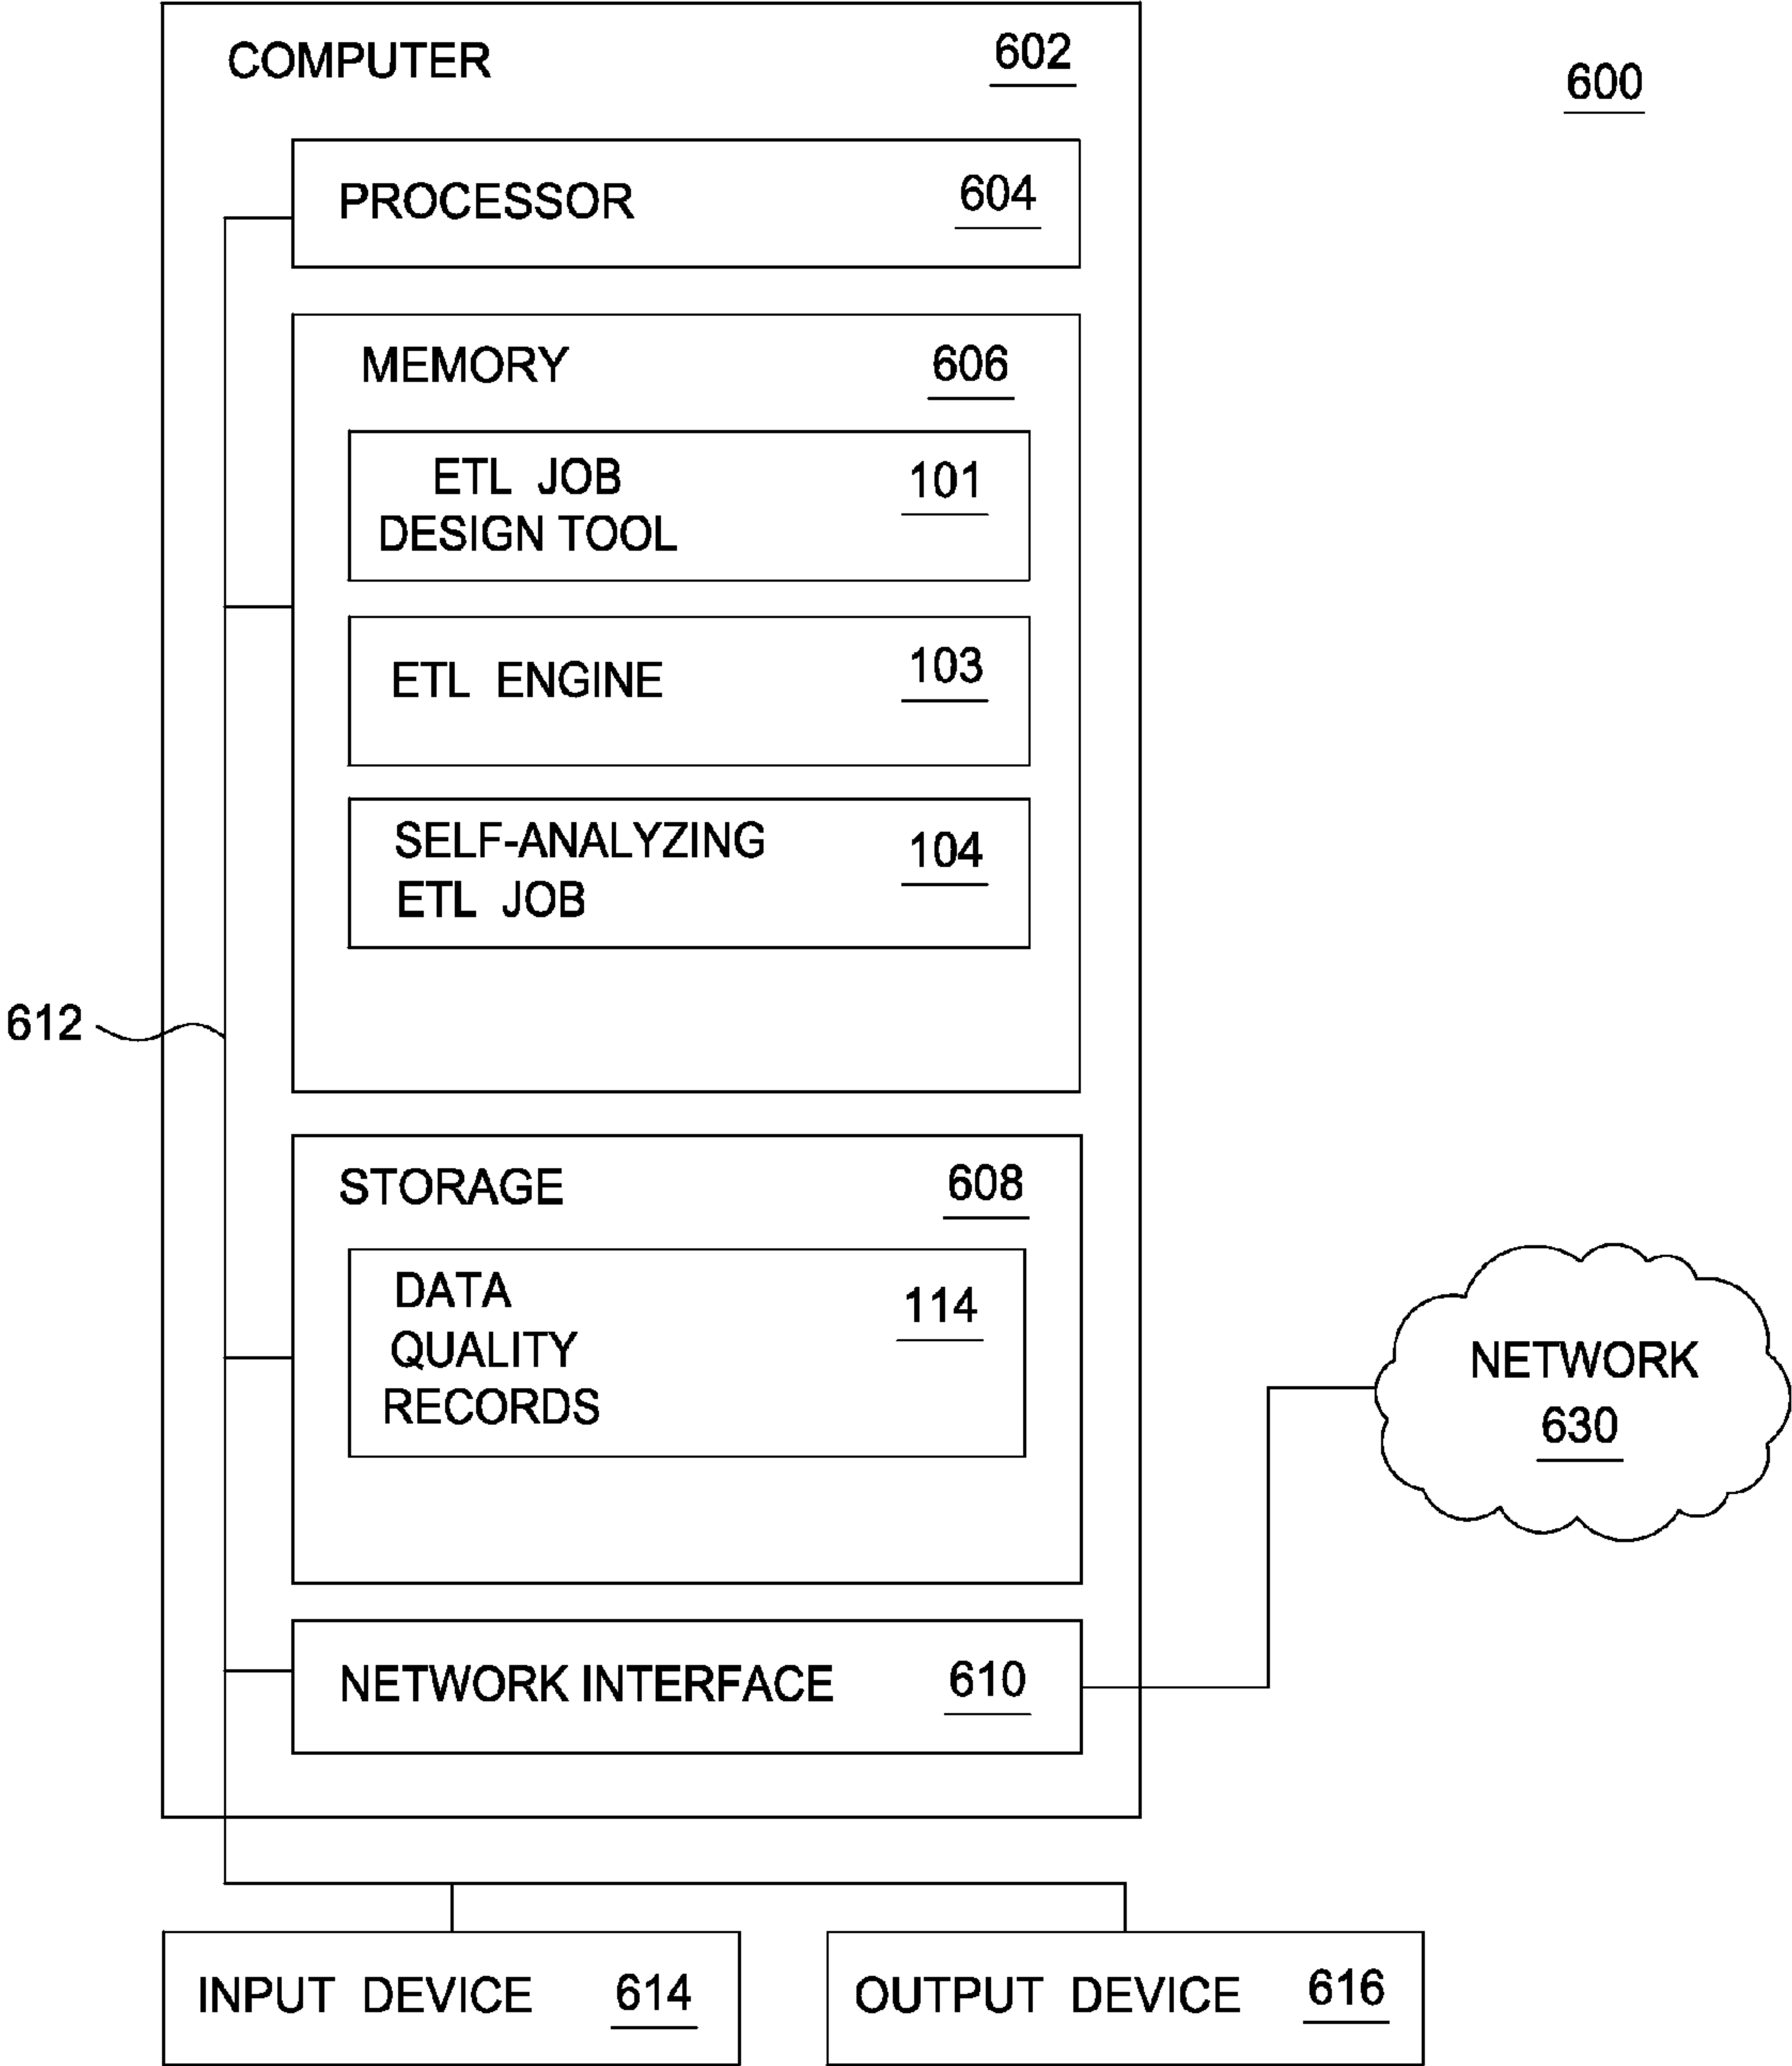 COMPUTER 602
600
PROCESSOR 604
MEMORY 606
ETL JOB 101
DESIGN TOOL
ETL ENGINE 103
SELF-ANALYZING 104
ETL JOB
612
STORAGE 608
DATA 114
QUALITY
RECORDS
NETWORK
630
NETWORK INTERFACE 610
INPUT DEVICE 614
OUTPUT DEVICE 616